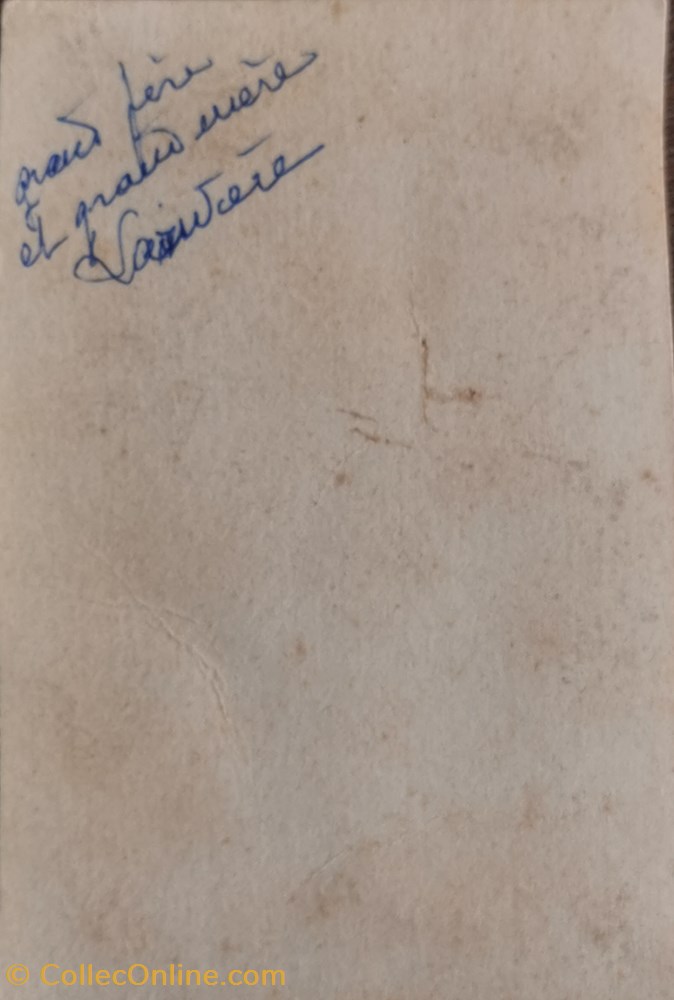 grand père
et grand mère
© CollecOnline.com